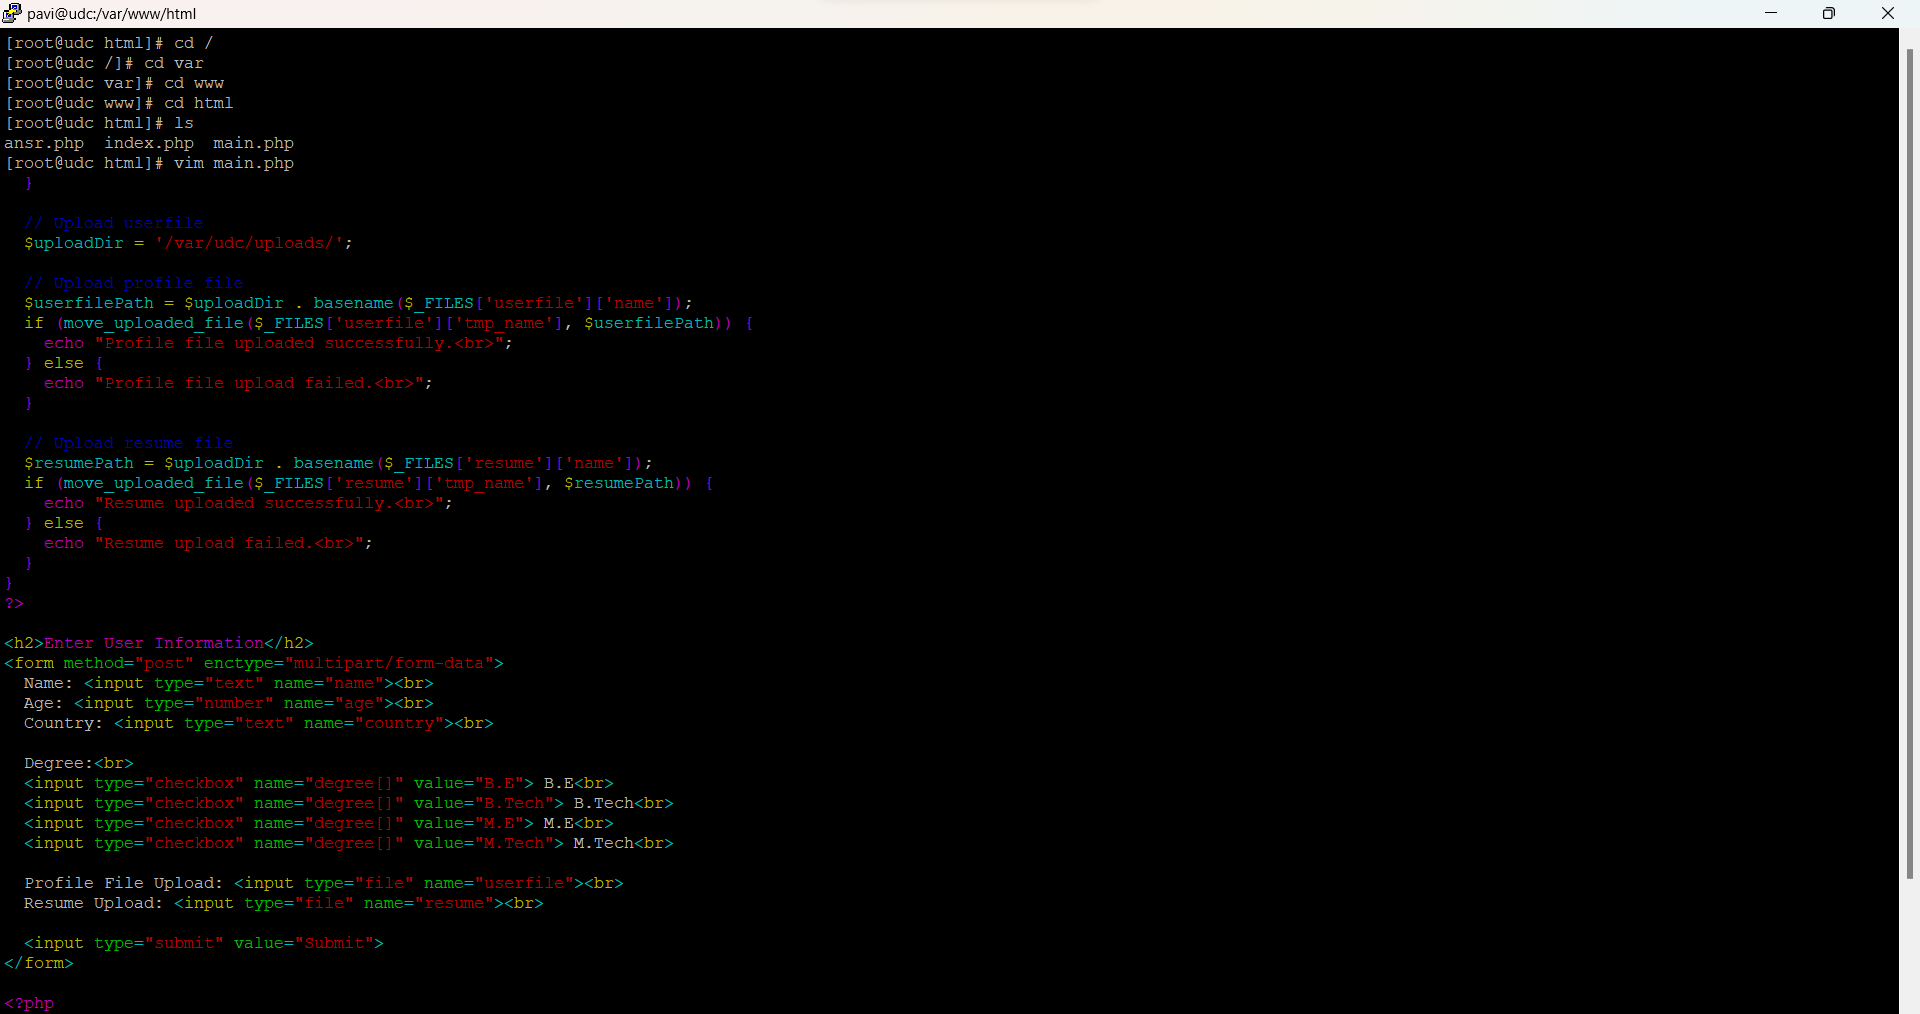 pavi@udc:/var/www/html
[root@udc html]# cd /
[root@udc /]# cd var
[root@udc var]# cd www
[root@udc www]# cd html
[root@udc html]# ls
ansr.php  index.php  main.php
[root@udc html]# vim main.php
  }

  // Upload userfile
  $uploadDir = '/var/udc/uploads/';

  // Upload profile file
  $userfilePath = $uploadDir . basename($_FILES['userfile']['name']);
  if (move_uploaded_file($_FILES['userfile']['tmp_name'], $userfilePath)) {
    echo "Profile file uploaded successfully.<br>";
  } else {
    echo "Profile file upload failed.<br>";
  }

  // Upload resume file
  $resumePath = $uploadDir . basename($_FILES['resume']['name']);
  if (move_uploaded_file($_FILES['resume']['tmp_name'], $resumePath)) {
    echo "Resume uploaded successfully.<br>";
  } else {
    echo "Resume upload failed.<br>";
  }
}
?>

<h2>Enter User Information</h2>
<form method="post" enctype="multipart/form-data">
  Name: <input type="text" name="name"><br>
  Age: <input type="number" name="age"><br>
  Country: <input type="text" name="country"><br>

  Degree:<br>
  <input type="checkbox" name="degree[]" value="B.E"> B.E<br>
  <input type="checkbox" name="degree[]" value="B.Tech"> B.Tech<br>
  <input type="checkbox" name="degree[]" value="M.E"> M.E<br>
  <input type="checkbox" name="degree[]" value="M.Tech"> M.Tech<br>

  Profile File Upload: <input type="file" name="userfile"><br>
  Resume Upload: <input type="file" name="resume"><br>

  <input type="submit" value="Submit">
</form>

<?php